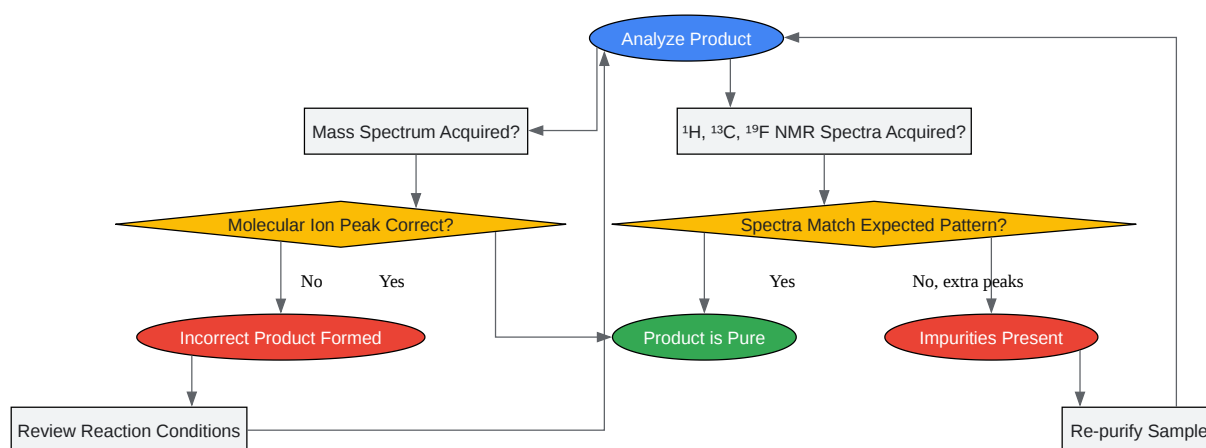 Analyze Product
Mass Spectrum Acquired?
¹H, ¹³C, ¹⁹F NMR Spectra Acquired?
Molecular Ion Peak Correct?
Spectra Match Expected Pattern?
No
Yes
Yes
No, extra peaks
Incorrect Product Formed
Product is Pure
Impurities Present
Review Reaction Conditions
Re-purify Sample